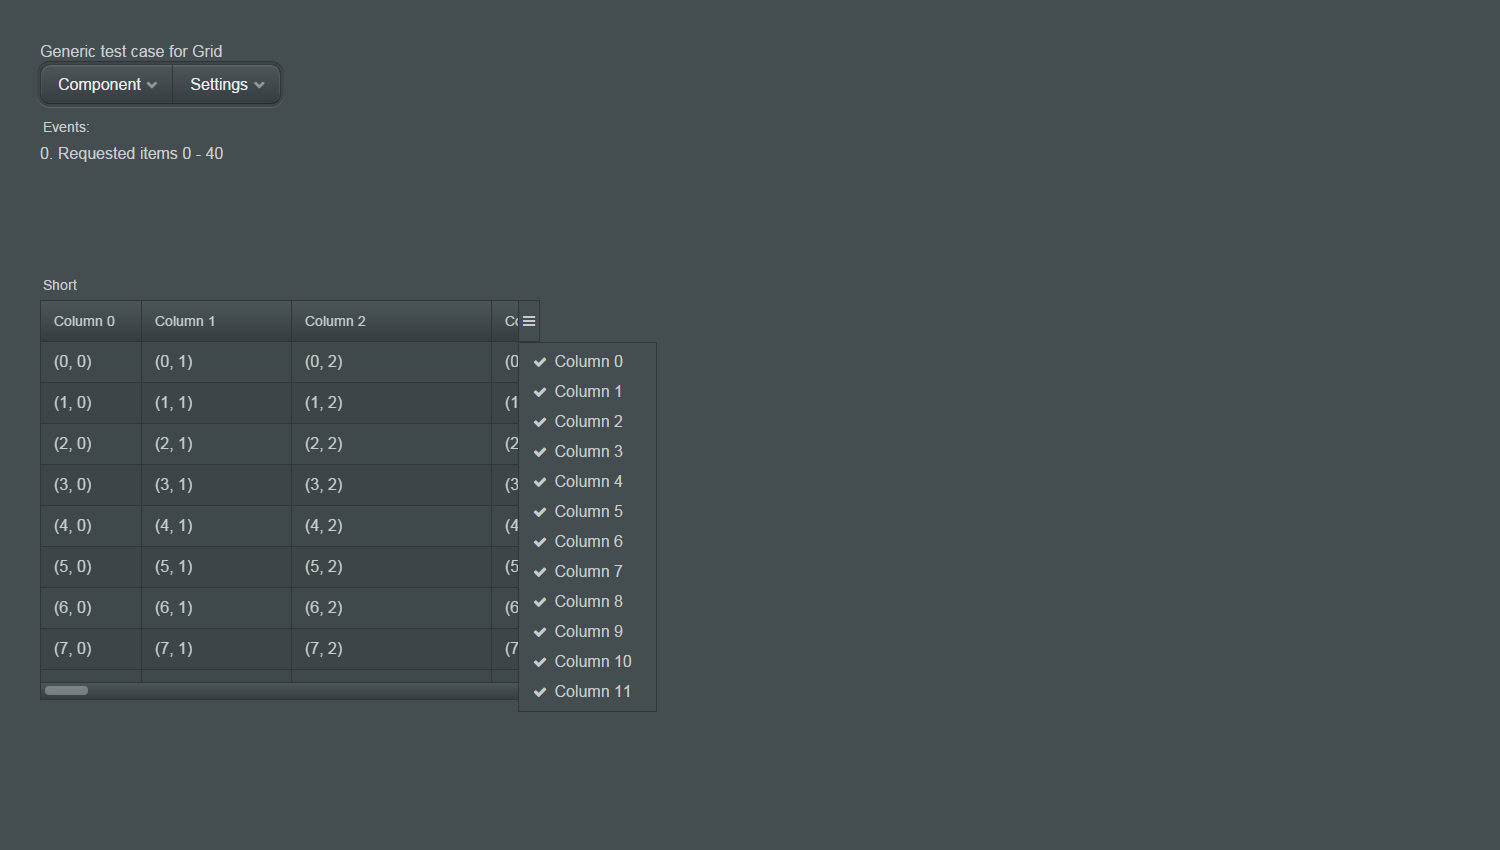 Generic test case for Grid
Component Settings
Events:
0. Requested items 0 - 40
Short
Column 0 Column 1 Column 2 Co
(0, 0) (0, 1) (0, 2) (0 Column 0
Column 1
(1, 0) (1, 1) (1, 2) (1
Column 2
(2, 0) (2, 1) (2, 2) (2
Column 3
Column 4
(3, 0) (3, 1) (3, 2) (3
Column 5
(4, 0) (4, 1) (4, 2) (4
Column 6
(5, 0) (5, 1) (5, 2) (5
Column 7
Column 8
(6, 0) (6, 1) (6, 2) (6
Column 9
(7, 0) (7, 1) (7, 2) (7
Column 10
Column 11